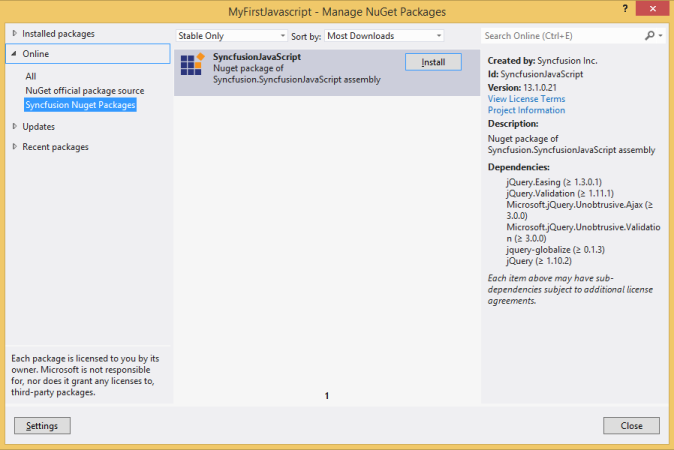 MyFirstJavascript - Manage NuGet Packages
?
Installed packages
Online
All
NuGet official package source
Syncfusion Nuget Packages
Updates
Recent packages
Each package is licensed to you by its
owner. Microsoft is not responsible
for, nor does it grant any licenses to,
third-party packages.
Settings
Stable Only
Sort by: Most Downloads
SyncfusionJavaScript
Nuget package of
Syncfusion.SyncfusionJavaScript assembly
Install
1
Search Online (Ctrl+E)
Created by: Syncfusion Inc.
Id: SyncfusionJavaScript
Version: 13.1.0.21
View License Terms
Project Information
Description:
Nuget package of
Syncfusion.SyncfusionJavaScript assembly
Dependencies:
jQuery.Easing (≥ 1.3.0.1)
jQuery.Validation (≥ 1.11.1)
Microsoft.jQuery.Unobtrusive.Ajax (≥
3.0.0)
Microsoft.jQuery.Unobtrusive.Validatio
n (≥ 3.0.0)
jquery-globalize (≥ 0.1.3)
jQuery (≥ 1.10.2)
Each item above may have sub-
dependencies subject to additional license
agreements.
Close